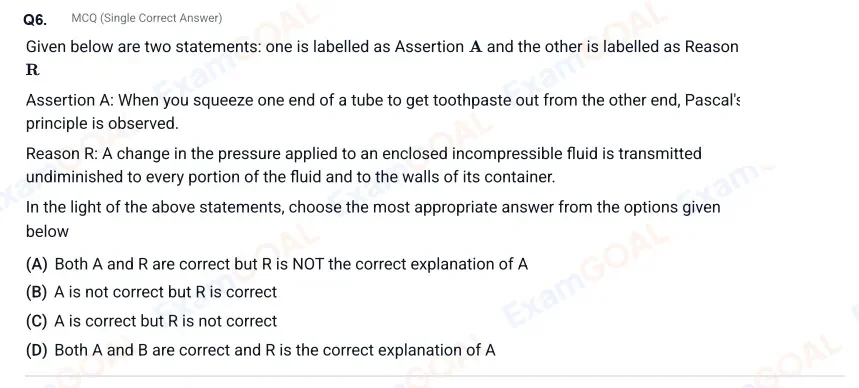 Q6. MCQ (Single Correct Answer)
Given below are two statements: one is labelled as Assertion A and the other is labelled as Reason
R
Assertion A: When you squeeze one end of a tube to get toothpaste out from the other end, Pascal's
principle is observed.
Reason R: A change in the pressure applied to an enclosed incompressible fluid is transmitted
undiminished to every portion of the fluid and to the walls of its container.
In the light of the above statements, choose the most appropriate answer from the options given
below
(A) Both A and R are correct but R is NOT the correct explanation of A
(B) A is not correct but R is correct
(C) A is correct but R is not correct
(D) Both A and B are correct and R is the correct explanation of A